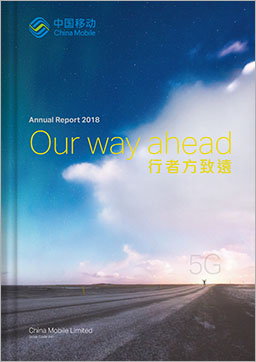 中国移动
China Mobile
Annual Report 2018
Our way ahead
行者方致遠
5G
China Mobile Limited